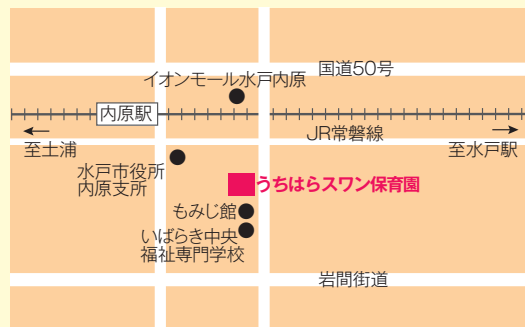 国道50号
イオンモール水戸内原
内原駅
JR常磐線
至土浦
至水戸駅
水戸市役所
内原支所
うちはらスワン保育園
もみじ館
いばらき中央
福祉専門学校
岩間街道